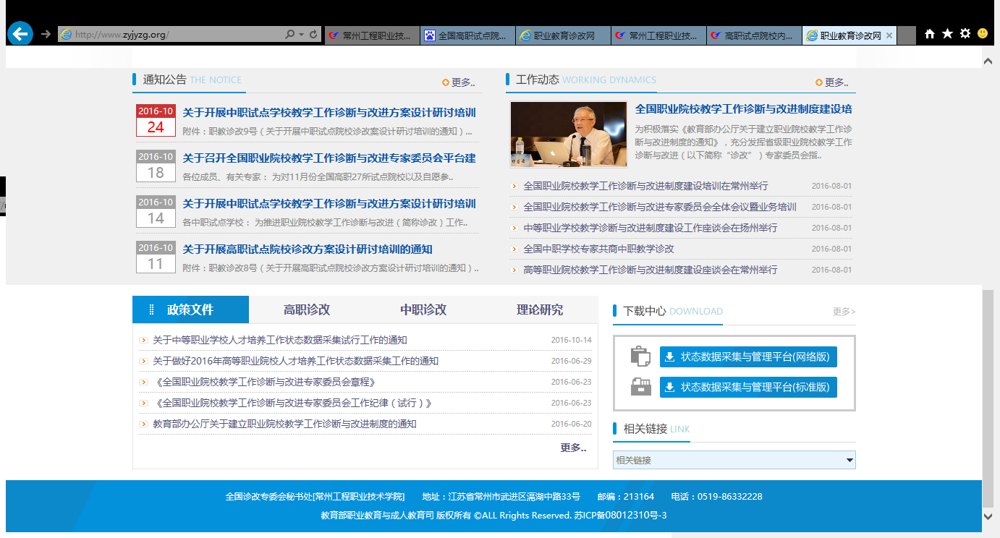 http://www.zyjyzg.org/
常州工程职业技...
全国高职试点院...
职业教育诊改网
常州工程职业技...
高职试点院校内...
职业教育诊改网
通知公告 THE NOTICE
更多..
2016-10
24
关于开展中职试点学校教学工作诊断与改进方案设计研讨培训
附件：职教诊改9号（关于开展中职试点院校诊改案设计研讨培训的通知）...
2016-10
18
关于召开全国职业院校教学工作诊断与改进专家委员会平台建
各位成员、有关专家： 为对11月份全国高职27所试点院校以及自愿参..
2016-10
14
关于开展中职试点学校教学工作诊断与改进方案设计研讨培训
各中职试点学校： 为推进职业院校教学工作诊断与改进（简称诊改）工作..
2016-10
11
关于开展高职试点院校诊改方案设计研讨培训的通知
附件：职教诊改8号（关于开展高职试点院校诊改方案设计研讨培训的通知）..
工作动态 WORKING DYNAMICS
更多..
全国职业院校教学工作诊断与改进制度建设培
为积极落实《教育部办公厅关于建立职业院校教学工作诊
断与改进制度的通知》，充分发挥省级职业院校教学工作
诊断与改进（以下简称“诊改”）专家委员会指..
全国职业院校教学工作诊断与改进制度建设培训在常州举行 2016-08-01
全国职业院校教学工作诊断与改进专家委员会全体会议暨业务培训 2016-08-01
中等职业学校教学诊断与改进制度建设工作座谈会在扬州举行 2016-08-01
全国中职学校专家共商中职教学诊改 2016-08-01
高等职业院校教学工作诊断与改进制度建设座谈会在常州举行 2016-08-01
政策文件 高职诊改 中职诊改 理论研究
关于中等职业学校人才培养工作状态数据采集试行工作的通知 2016-10-14
关于做好2016年高等职业院校人才培养工作状态数据采集工作的通知 2016-06-29
《全国职业院校教学工作诊断与改进专家委员会章程》 2016-06-23
《全国职业院校教学工作诊断与改进专家委员会工作纪律（试行）》 2016-06-23
教育部办公厅关于建立职业院校教学工作诊断与改进制度的通知 2016-06-20
更多..
下载中心 DOWNLOAD
更多>
状态数据采集与管理平台(网络版)
状态数据采集与管理平台(标准版)
相关链接 LINK
相关链接
全国诊改专委会秘书处[常州工程职业技术学院] 地址：江苏省常州市武进区滆湖中路33号 邮编：213164 电话：0519-86332228
教育部职业教育与成人教育司 版权所有 ©ALL Rrights Reserved. 苏ICP备08012310号-3